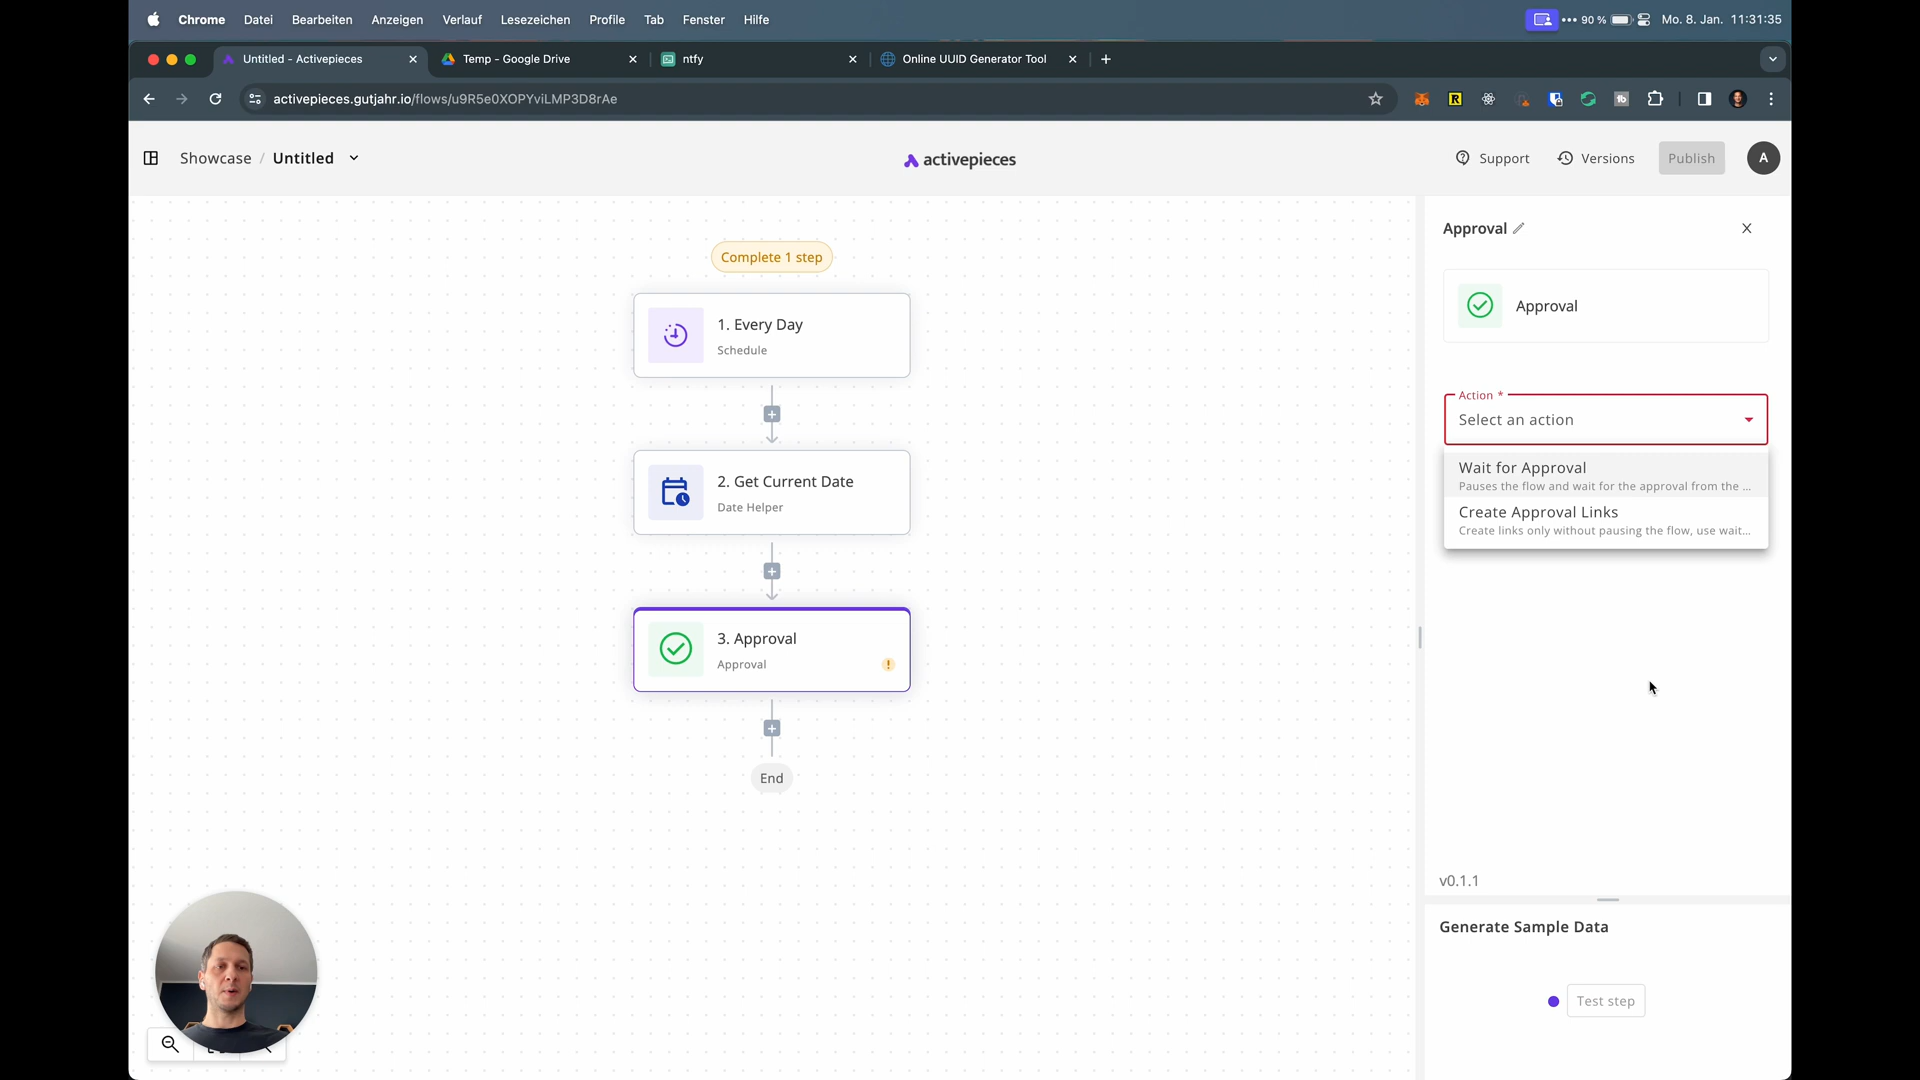 Chrome Datei Bearbeiten Anzeigen Verlauf Lesezeichen Profile Tab Fenster Hilfe 90 % Mo. 8. Jan. 11:31:35
Untitled - Activepieces Temp - Google Drive ntfy Online UUID Generator Tool
activepieces.gutjahr.io/flows/u9R5e0XOPYviLMP3D8rAe
Showcase / Untitled activepieces Support Versions Publish A
Complete 1 step
1. Every Day
Schedule
2. Get Current Date
Date Helper
3. Approval
Approval
!
End
Approval
Approval
Action *
Select an action
Wait for Approval
Pauses the flow and wait for the approval from the ...
Create Approval Links
Create links only without pausing the flow, use wait...
v0.1.1
Generate Sample Data
Test step